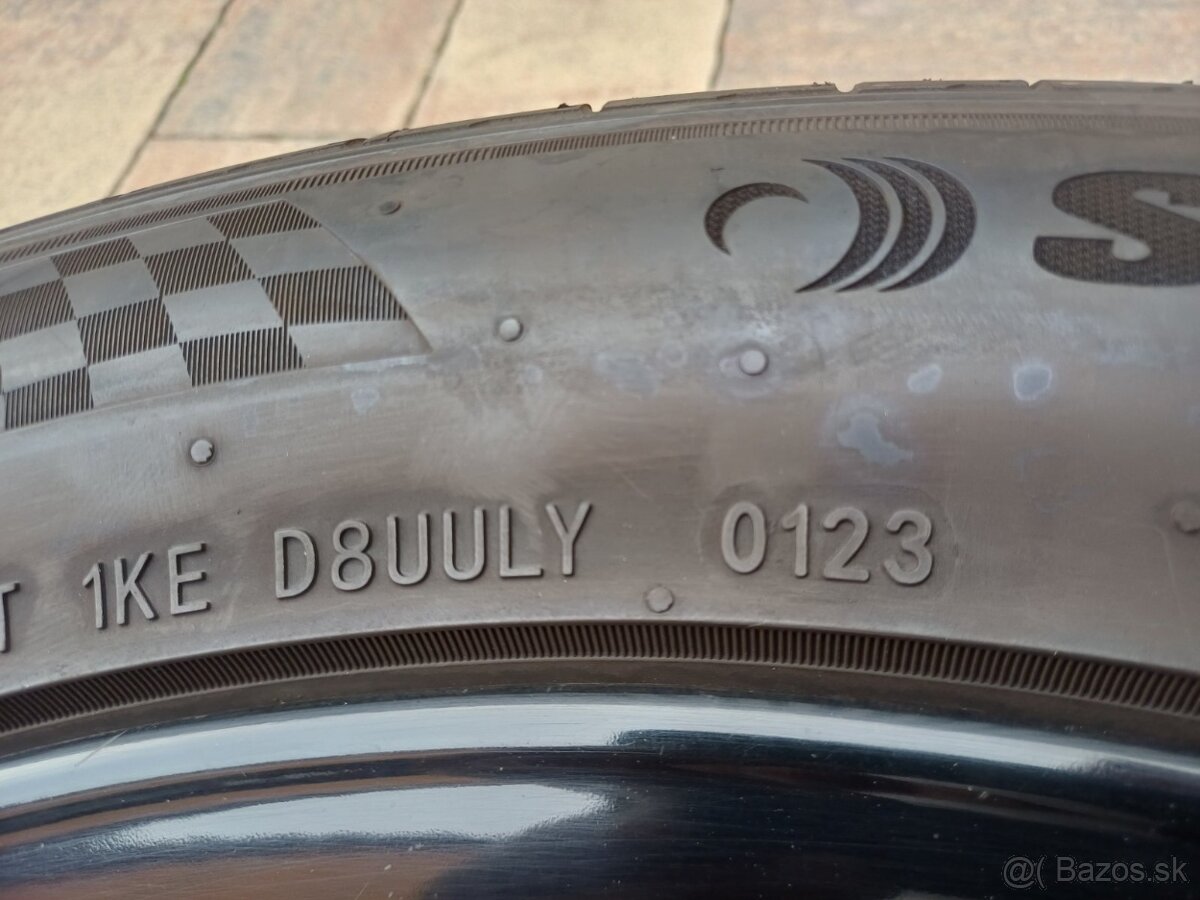 S
T 1KE D8UULY 0123
@( Bazos.sk